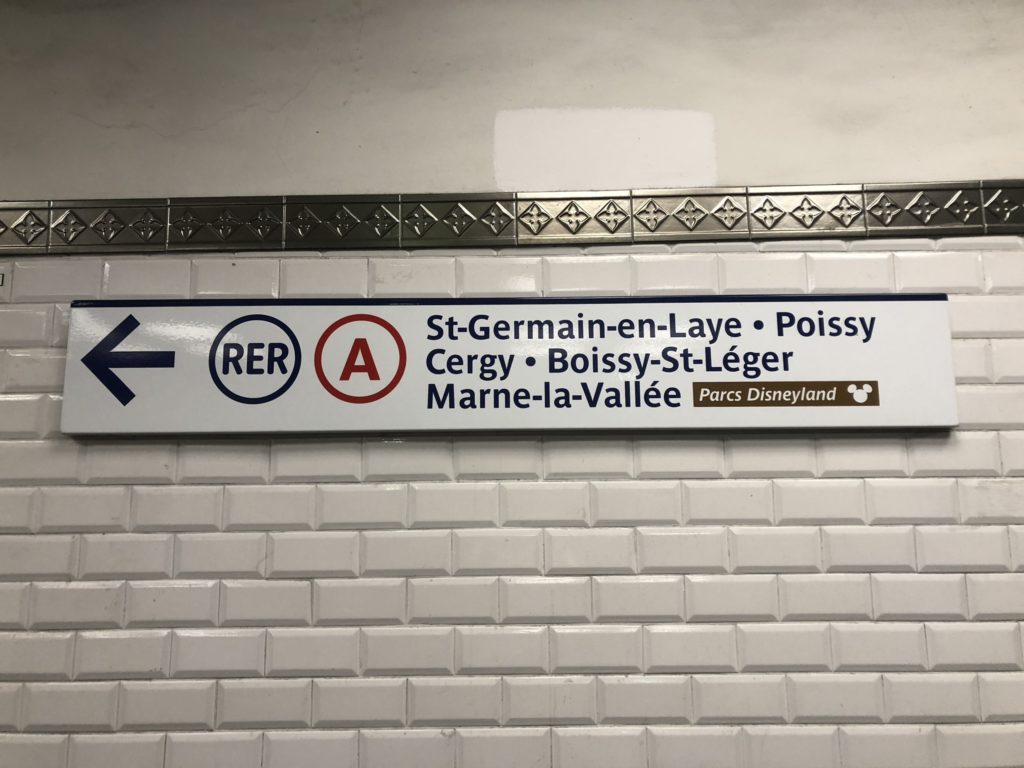 RER A
St-Germain-en-Laye • Poissy
Cergy • Boissy-St-Léger
Marne-la-Vallée Parcs Disneyland